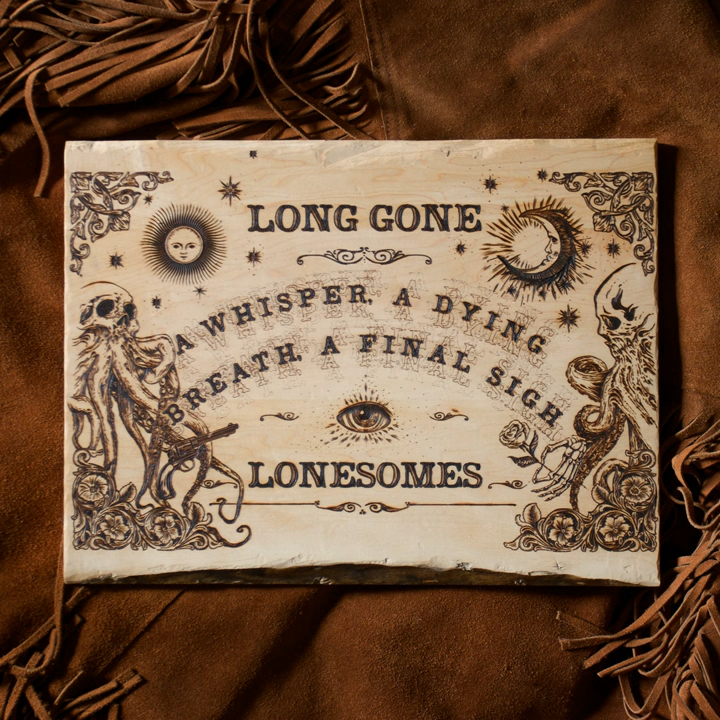 LONG GONE
A WHISPER, A DYING
BREATH, A FINAL SIGH
LONESOMES